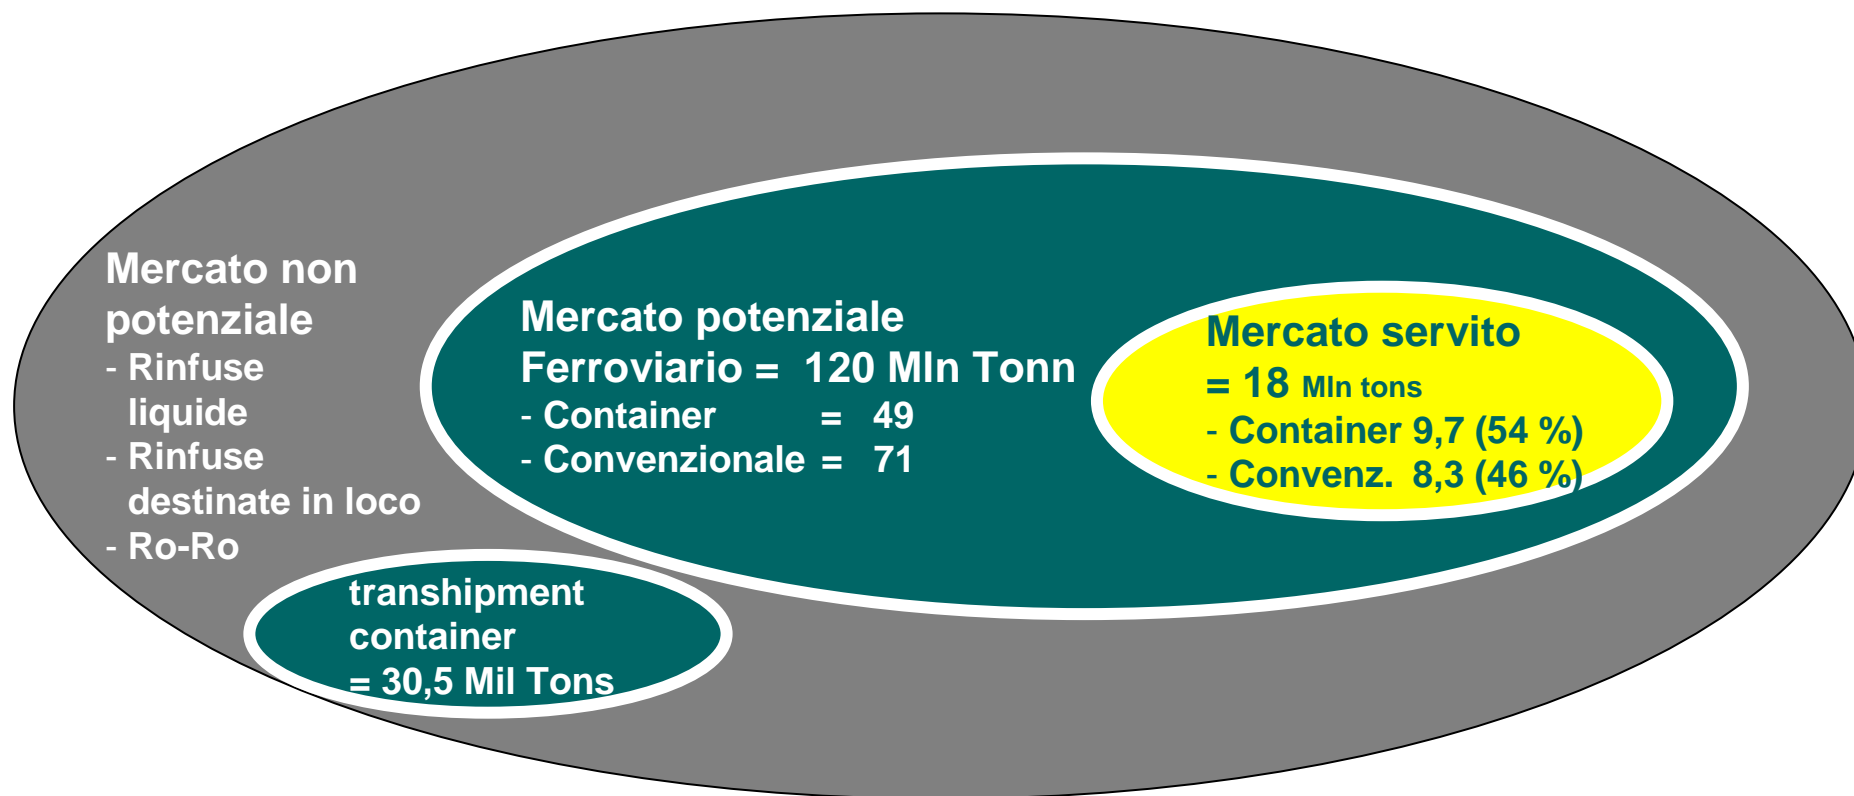 Mercato non
potenziale
- Rinfuse
liquide
- Rinfuse
destinate in loco
- Ro-Ro
Mercato potenziale
Ferroviario = 120 Mln Tonn
- Container = 49
- Convenzionale = 71
Mercato servito
= 18 Mln tons
- Container 9,7 (54 %)
- Convenz. 8,3 (46 %)
transhipment
container
= 30,5 Mil Tons